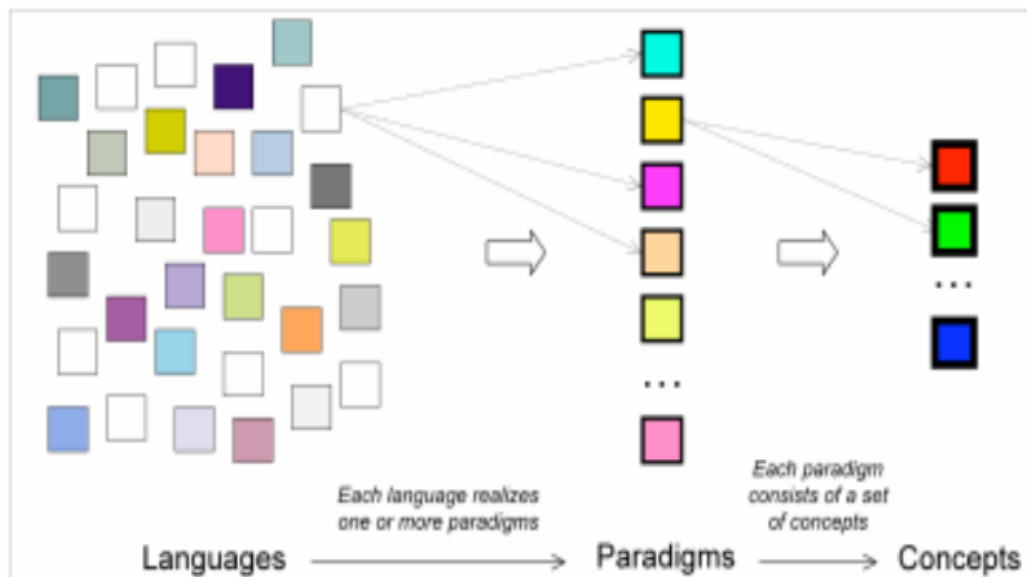 ...
...
Each language realizes
one or more paradigms
Each paradigm
consists of a set
of concepts
Languages
Paradigms
Concepts